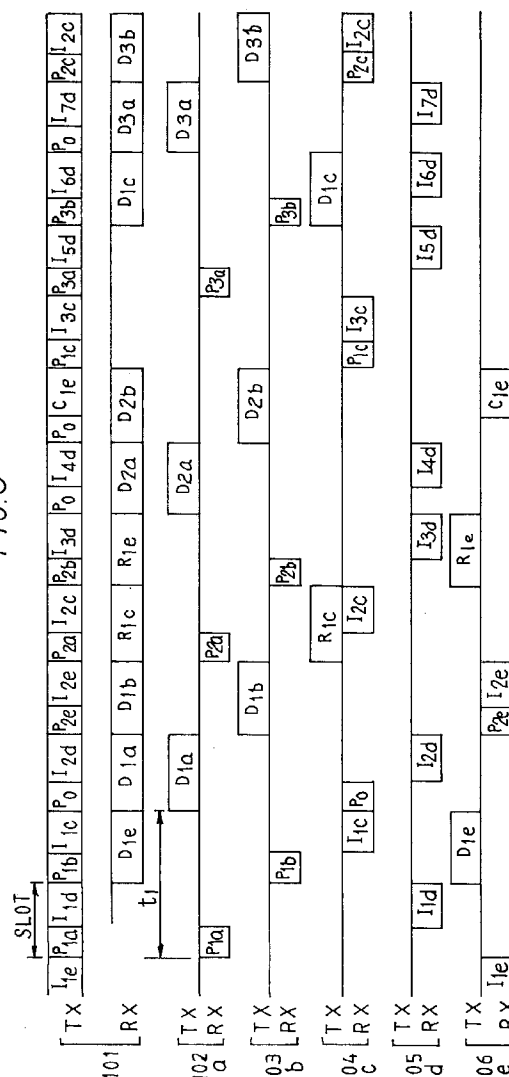 SLOT
TX I1e P1a I1d P1b I1c P0 I2d P2e I2e P2a I2c P2b I3d P0 I4d P0 C1e P1c I3c P3a I5d P3b I6d P0 I7d P2c I2c
101
RX D1e D1a D1b R1c R1e D2a D2b D1c D3a D3b
t1
TX D1a D2a D3a
102
a RX P1a P2a P3a
TX D1b D2b D3b
03
b RX P1b P2b P3b
TX R1c D1c
04
c RX I1c P0 I2c P1c I3c P2c I2c
TX
05
d RX I1d I2d I3d I4d I5d I6d I7d
TX D1e R1e
06
e RX I1e P2e I2e C1e